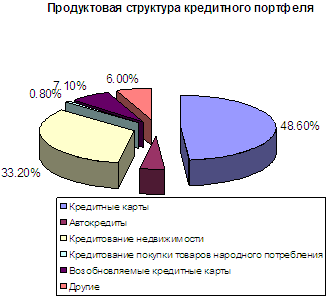 Продуктовая структура кредитного портфеля
7.10%
6.00%
0.80%
48.60%
33.20%
Кредитные карты
Автокредиты
Кредитование недвижимости
Кредитование покупки товаров народного потребления
Возобновляемые кредитные карты
Другие